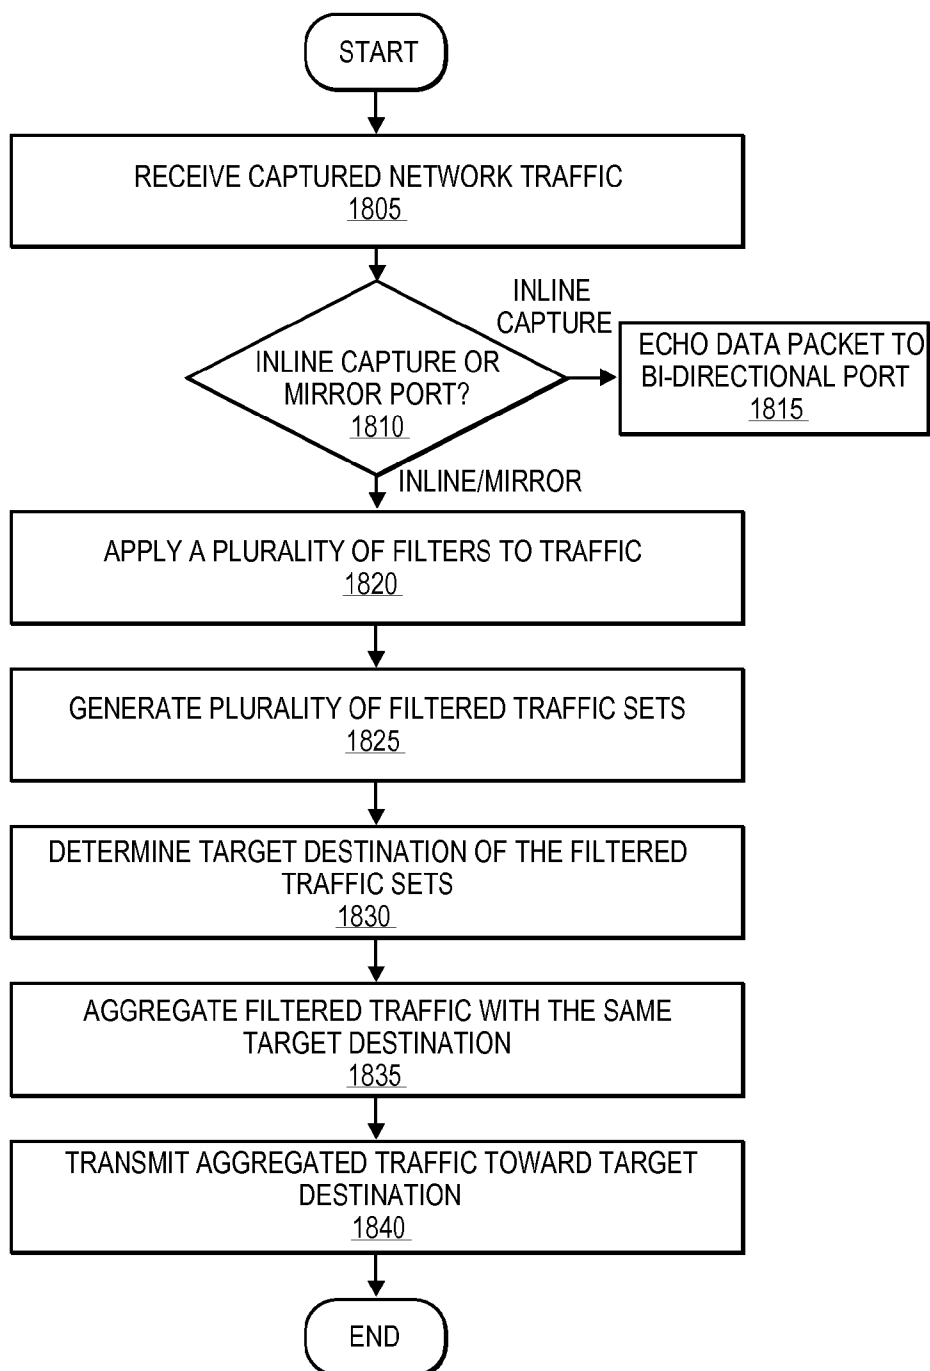 START
RECEIVE CAPTURED NETWORK TRAFFIC
1805
INLINE
CAPTURE
INLINE CAPTURE OR
MIRROR PORT?
1810
ECHO DATA PACKET TO
BI-DIRECTIONAL PORT
1815
INLINE/MIRROR
APPLY A PLURALITY OF FILTERS TO TRAFFIC
1820
GENERATE PLURALITY OF FILTERED TRAFFIC SETS
1825
DETERMINE TARGET DESTINATION OF THE FILTERED
TRAFFIC SETS
1830
AGGREGATE FILTERED TRAFFIC WITH THE SAME
TARGET DESTINATION
1835
TRANSMIT AGGREGATED TRAFFIC TOWARD TARGET
DESTINATION
1840
END